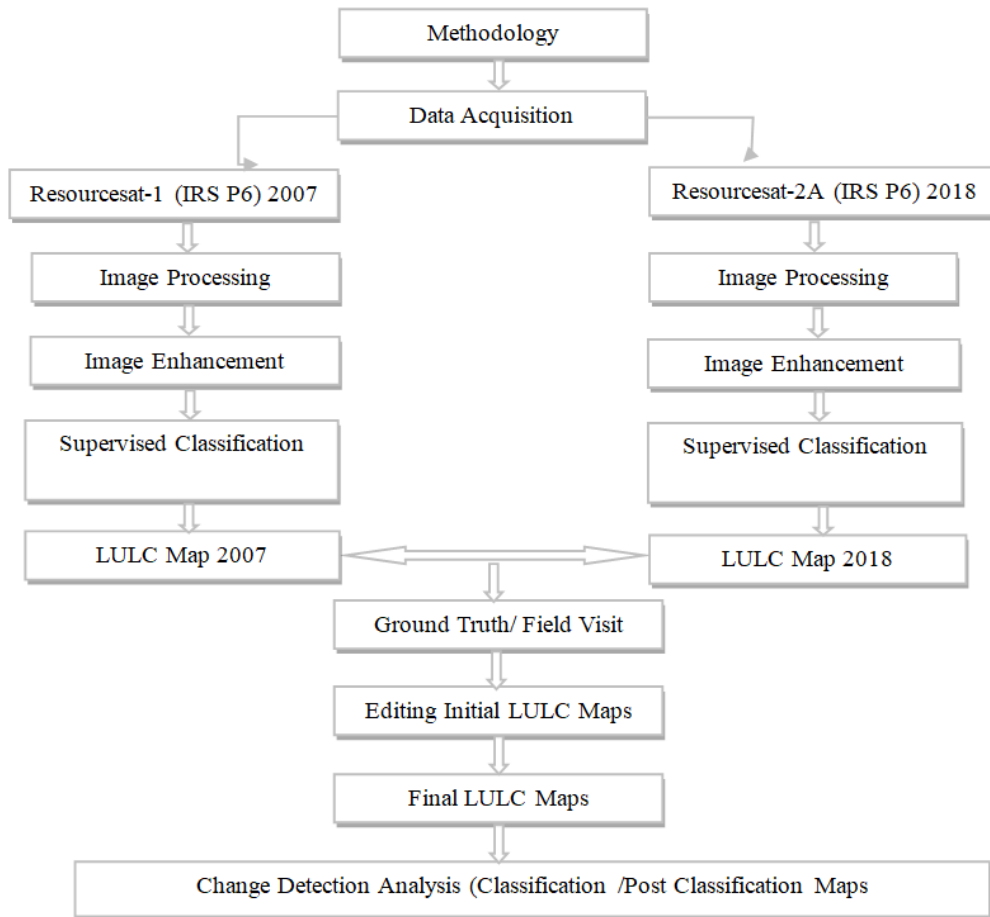 Methodology
Data Acquisition
Resourcesat-1 (IRS P6) 2007
Resourcesat-2A (IRS P6) 2018
Image Processing
Image Processing
Image Enhancement
Image Enhancement
Supervised Classification
Supervised Classification
LULC Map 2007
LULC Map 2018
Ground Truth/ Field Visit
Editing Initial LULC Maps
Final LULC Maps
Change Detection Analysis (Classification /Post Classification Maps